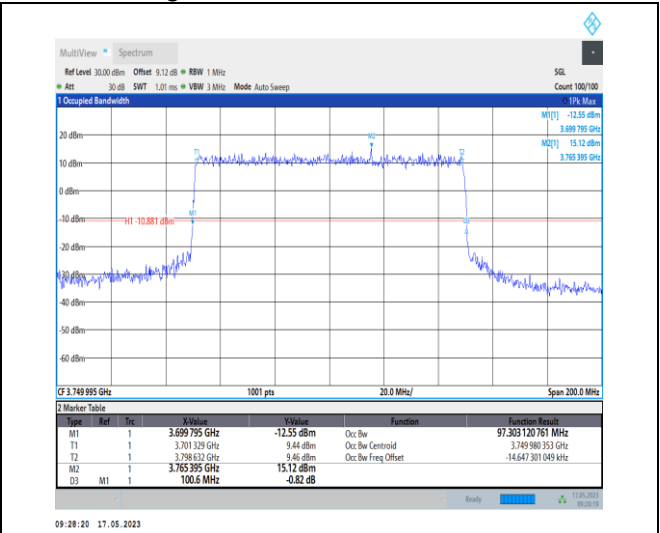 MultiView Spectrum
Ref Level 30.00 dBm Offset 9.12 dB RBW 1 MHz SGL
Att 30 dB SWT 1.01 ms VBW 3 MHz Mode Auto Sweep Count 100/100
1 Occupied Bandwidth 1Pk Max
M1[1] -12.55 dBm
3.699 795 GHz
M2[1] 15.12 dBm
3.765 395 GHz
20 dBm
M2
T1 T2
10 dBm
0 dBm
M1
-10 dBm
H1 -10.881 dBm
-20 dBm
-30 dBm
-40 dBm
-50 dBm
-60 dBm
CF 3.749 995 GHz 1001 pts 20.0 MHz/ Span 200.0 MHz
2 Marker Table
Type Ref Trc X-Value Y-Value Function Function Result
M1 1 3.699 795 GHz -12.55 dBm Occ Bw 97.303 120 761 MHz
T1 1 3.701 329 GHz 9.44 dBm Occ Bw Centroid 3.749 980 353 GHz
T2 1 3.798 632 GHz 9.46 dBm Occ Bw Freq Offset -14.647 301 049 kHz
M2 1 3.765 395 GHz 15.12 dBm
D3 M1 1 100.6 MHz -0.82 dB
Ready 17.05.2023
09:28:19
09:28:20 17.05.2023